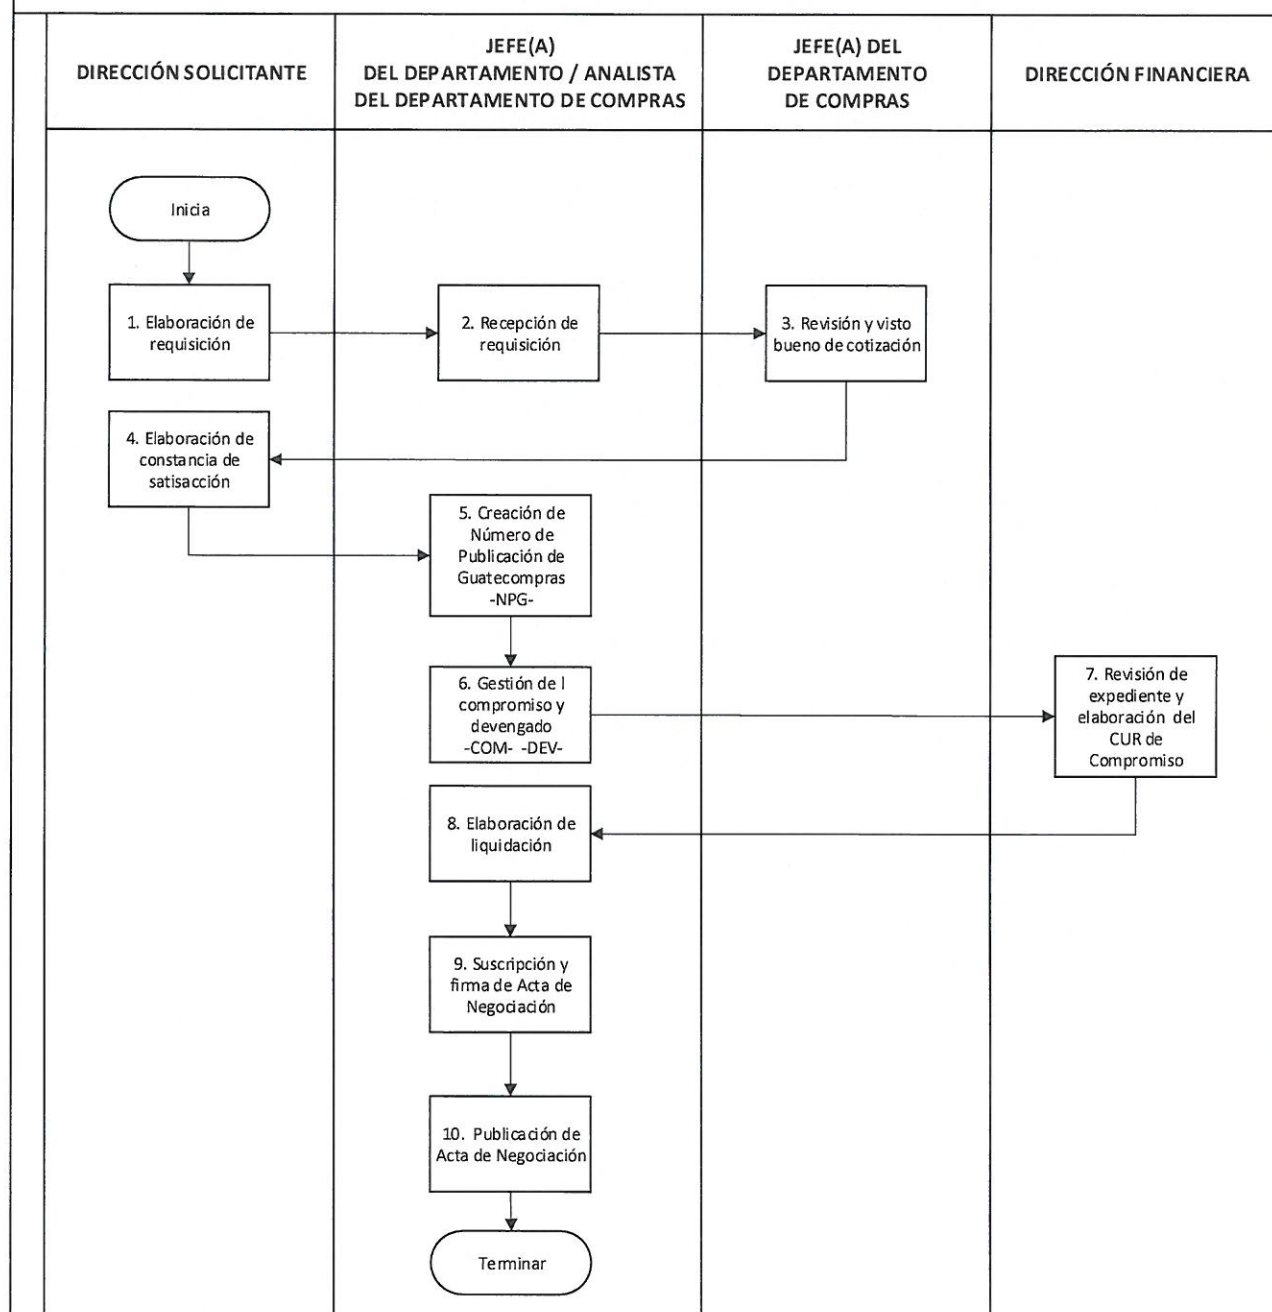 DIRECCIÓN SOLICITANTE
JEFE(A)
DEL DEPARTAMENTO / ANALISTA
DEL DEPARTAMENTO DE COMPRAS
JEFE(A) DEL
DEPARTAMENTO
DE COMPRAS
DIRECCIÓN FINANCIERA
Inicia
1. Elaboración de
requisición
2. Recepción de
requisición
3. Revisión y visto
bueno de cotización
4. Elaboración de
constancia de
satisacción
5. Creación de
Número de
Publicación de
Guatecompras
-NPG-
6. Gestión de l
compromiso y
devengado
-COM- -DEV-
7. Revisión de
expediente y
elaboración del
CUR de
Compromiso
8. Elaboración de
liquidación
9. Suscripción y
firma de Acta de
Negociación
10. Publicación de
Acta de Negociación
Terminar